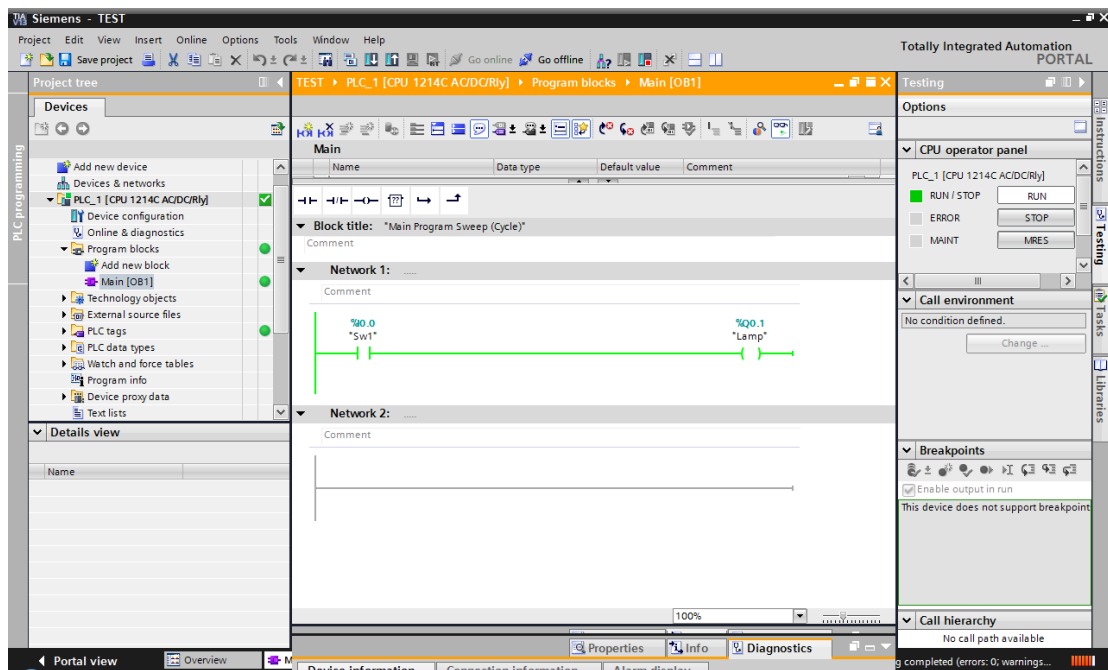 Siemens - TEST
Project Edit View Insert Online Options Tools Window Help
Totally Integrated Automation
PORTAL
Save project Go online Go offline
Project tree
TEST PLC_1 [CPU 1214C AC/DC/Rly] Program blocks Main [OB1]
Testing
Devices
Options
PLC programming
Add new device
Devices & networks
PLC_1 [CPU 1214C AC/DC/Rly]
Device configuration
Online & diagnostics
Program blocks
Add new block
Main [OB1]
Technology objects
External source files
PLC tags
PLC data types
Watch and force tables
Program info
Device proxy data
Text lists
Details view
Name
Main
Name Data type Default value Comment
??
Block title: "Main Program Sweep (Cycle)"
Comment
Network 1: .....
Comment
%I0.0
"Sw1"
%Q0.1
"Lamp"
Network 2: .....
Comment
100%
Properties Info Diagnostics
Device information Connection information Alarm display
CPU operator panel
PLC_1 [CPU 1214C AC/DC/Rly]
RUN / STOP RUN
ERROR STOP
MAINT MRES
Call environment
No condition defined.
Change ...
Breakpoints
Enable output in run
This device does not support breakpoint
Call hierarchy
No call path available
Instructions
Testing
Tasks
Libraries
Portal view Overview M
g completed (errors: 0; warnings...